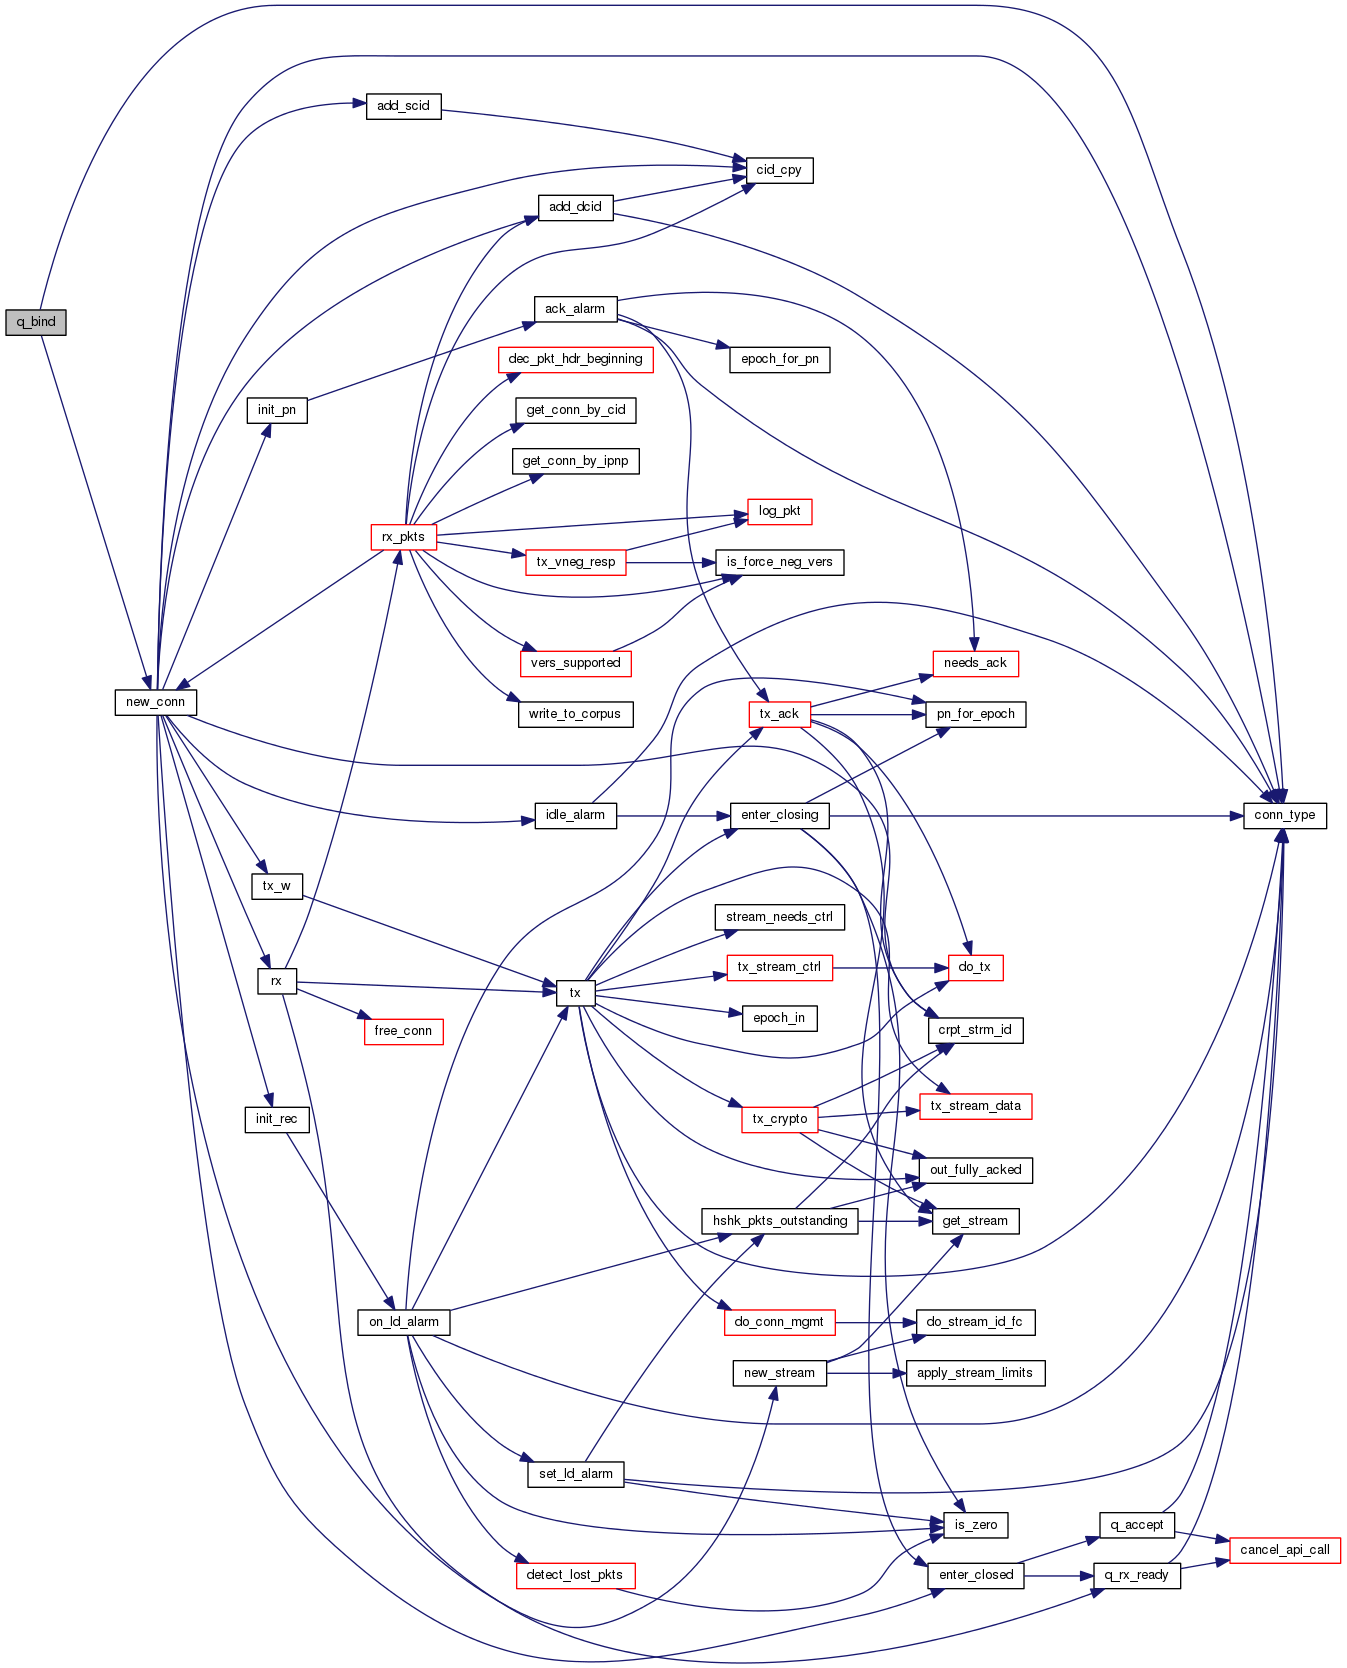 q_bind
add_scid
cid_cpy
add_dcid
ack_alarm
epoch_for_pn
dec_pkt_hdr_beginning
init_pn
get_conn_by_cid
get_conn_by_ipnp
log_pkt
rx_pkts
tx_vneg_resp
is_force_neg_vers
vers_supported
needs_ack
new_conn
write_to_corpus
tx_ack
pn_for_epoch
idle_alarm
enter_closing
conn_type
tx_w
stream_needs_ctrl
tx_stream_ctrl
do_tx
rx
tx
epoch_in
free_conn
crpt_strm_id
init_rec
tx_crypto
tx_stream_data
out_fully_acked
hshk_pkts_outstanding
get_stream
on_ld_alarm
do_conn_mgmt
do_stream_id_fc
new_stream
apply_stream_limits
set_ld_alarm
is_zero
q_accept
cancel_api_call
detect_lost_pkts
enter_closed
q_rx_ready